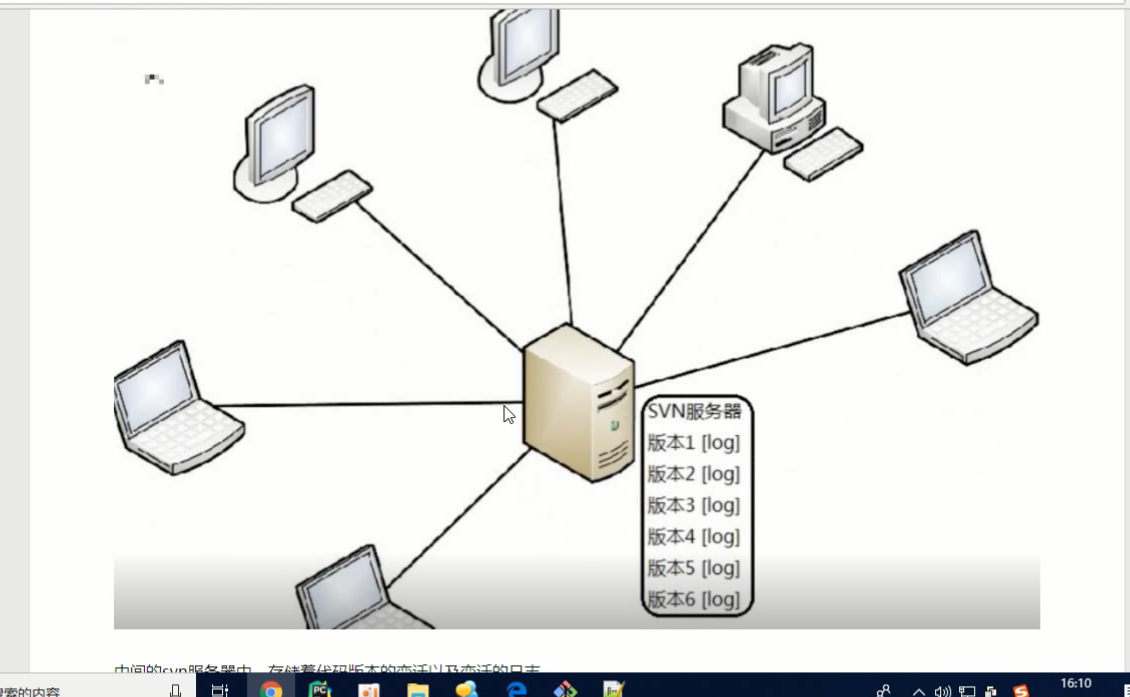 SVN服务器
版本1 [log]
版本2 [log]
版本3 [log]
版本4 [log]
版本5 [log]
版本6 [log]
中间的svn服务器中，存储着代码版本的变迁以及变迁的日志
搜索的内容
PC
16:10